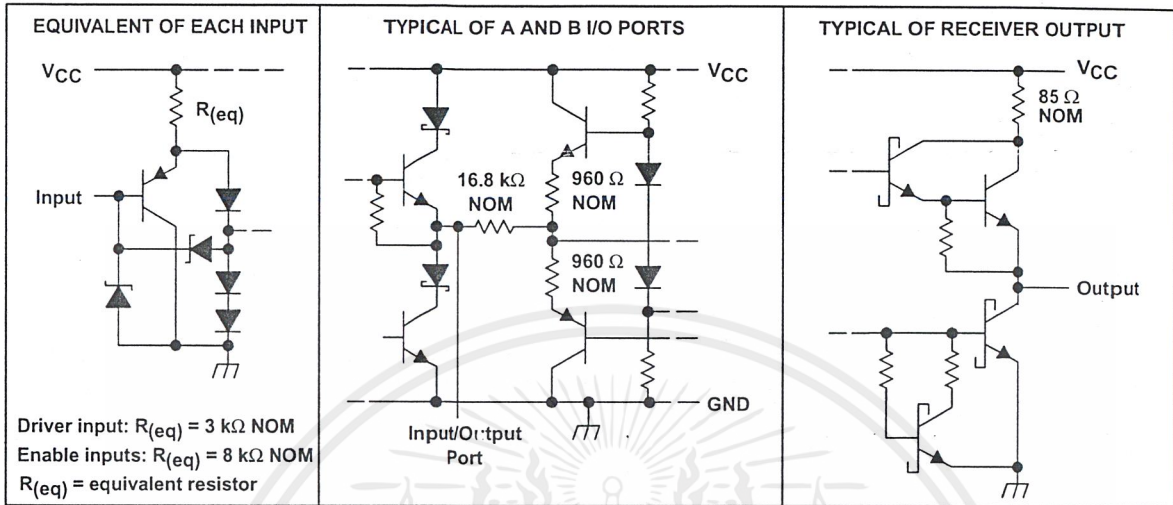 EQUIVALENT OF EACH INPUT
VCC
R(eq)
Input
Driver input: R(eq) = 3 kΩ NOM
Enable inputs: R(eq) = 8 kΩ NOM
R(eq) = equivalent resistor
TYPICAL OF A AND B I/O PORTS
VCC
16.8 kΩ
NOM
960 Ω
NOM
960 Ω
NOM
GND
Input/Output
Port
TYPICAL OF RECEIVER OUTPUT
VCC
85 Ω
NOM
Output